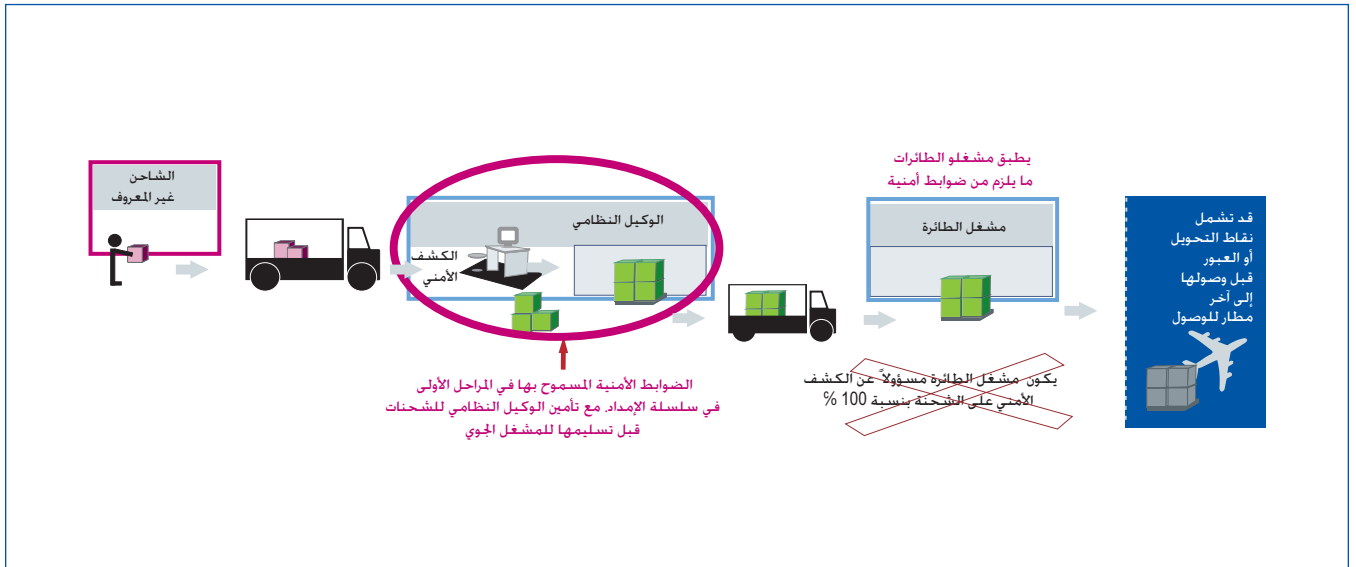 الشاحن
غير المعروف
الكشف
الأمني
الوكيل النظامي
الضوابط الأمنية المسموح بها في المراحل الأولى
في سلسلة الإمداد، مع تأمين الوكيل النظامي للشحنات
قبل تسليمها للمشغل الجوي
يطبق مشغلو الطائرات
ما يلزم من ضوابط أمنية
مشغل الطائرة
يكون مشغل الطائرة مسؤولاً عن الكشف
الأمني على الشحنة بنسبة 100 %
قد تشمل
نقاط التحويل
أو العبور
قبل وصولها
إلى آخر
مطار للوصول